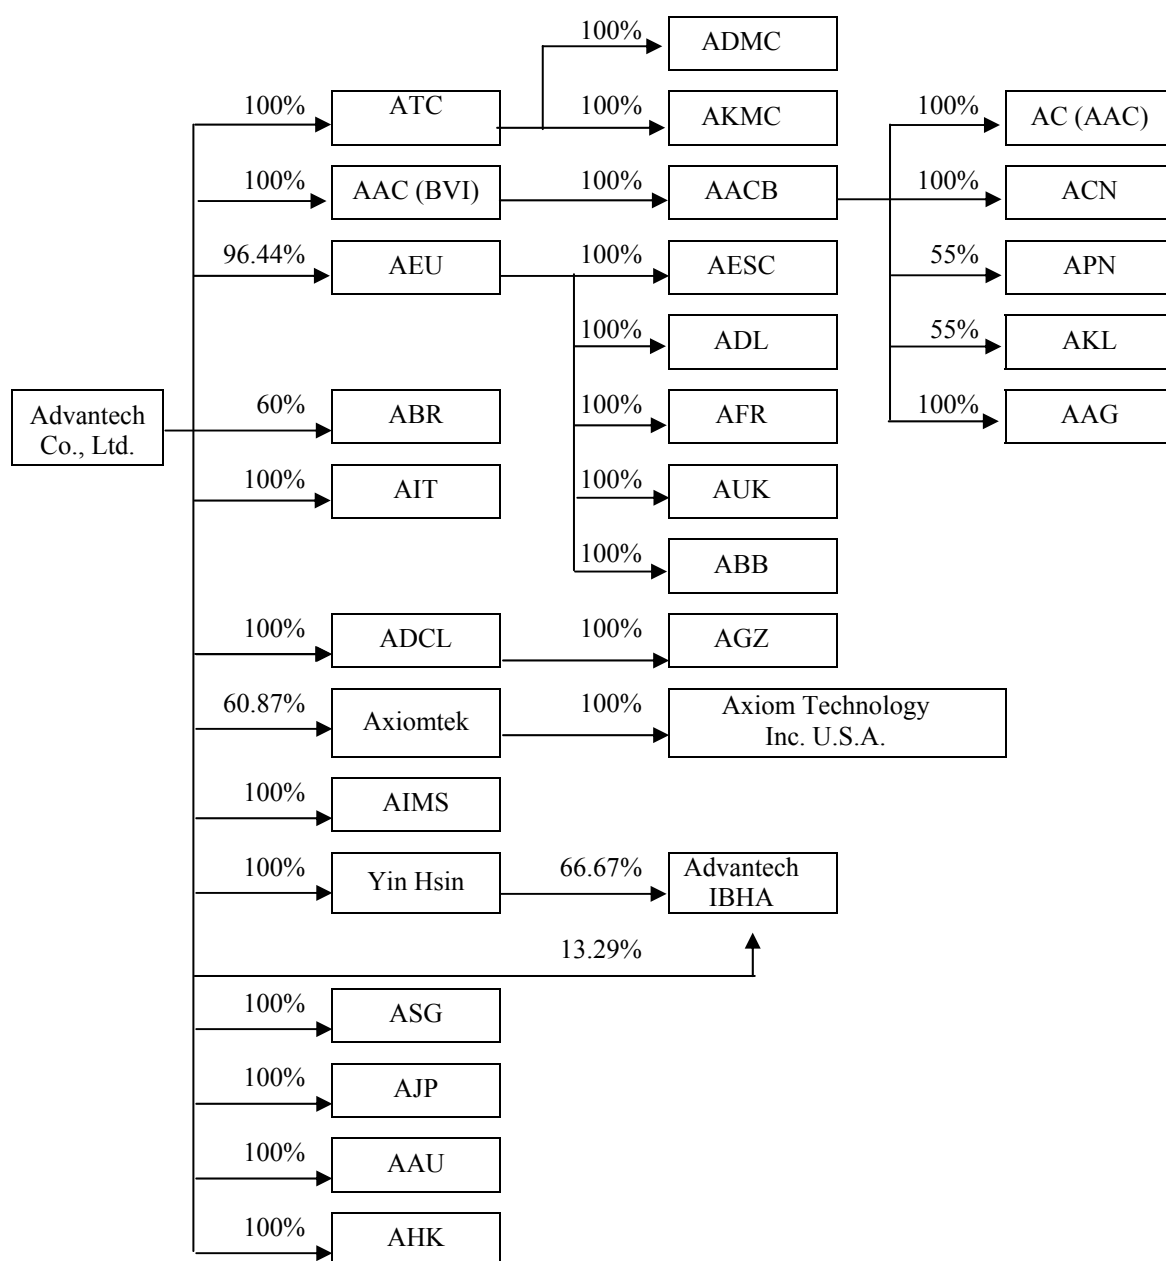 100%
ADMC
100%
ATC
100%
AKMC
100%
AC (AAC)
100%
AAC (BVI)
100%
AACB
100%
ACN
96.44%
AEU
100%
AESC
55%
APN
100%
ADL
55%
AKL
Advantech
Co., Ltd.
60%
ABR
100%
AFR
100%
AAG
100%
AIT
100%
AUK
100%
ABB
100%
ADCL
100%
AGZ
60.87%
Axiomtek
100%
Axiom Technology
Inc. U.S.A.
100%
AIMS
100%
Yin Hsin
66.67%
Advantech
IBHA
13.29%
100%
ASG
100%
AJP
100%
AAU
100%
AHK